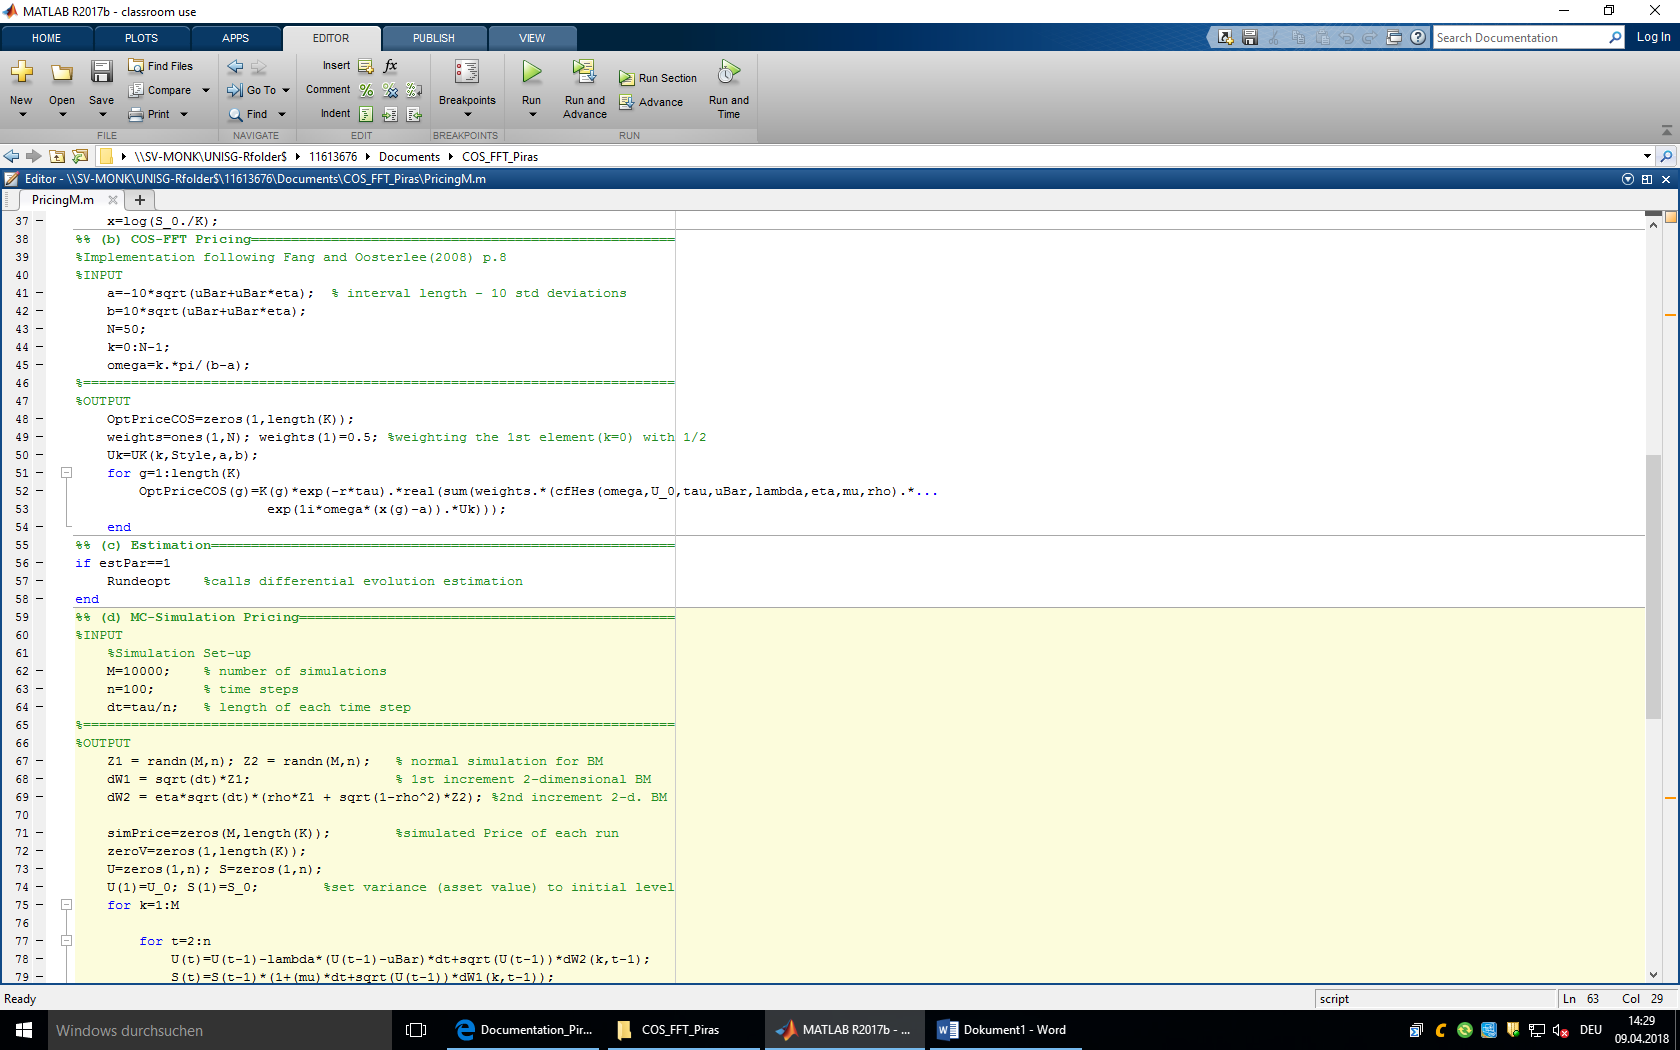 MATLAB R2017b - classroom use
HOME PLOTS APPS EDITOR PUBLISH VIEW
Search Documentation Log In
New Open Save Find Files Compare Print
Go To Find
Insert fx Comment Indent
Breakpoints
Run Run and Advance Run Section Advance Run and Time
FILE NAVIGATE EDIT BREAKPOINTS RUN
\\SV-MONK\UNISG-Rfolder$ 11613676 Documents COS_FFT_Piras
Editor - \\SV-MONK\UNISG-Rfolder$\11613676\Documents\COS_FFT_Piras\PricingM.m
PricingM.m
37 x=log(S_0./K);
38 %% (b) COS-FFT Pricing=====================================================
39 %Implementation following Fang and Oosterlee(2008) p.8
40 %INPUT
41 a=-10*sqrt(uBar+uBar*eta); % interval length - 10 std deviations
42 b=10*sqrt(uBar+uBar*eta);
43 N=50;
44 k=0:N-1;
45 omega=k.*pi/(b-a);
46 %==========================================================================
47 %OUTPUT
48 OptPriceCOS=zeros(1,length(K));
49 weights=ones(1,N); weights(1)=0.5; %weighting the 1st element(k=0) with 1/2
50 Uk=UK(k,Style,a,b);
51 for g=1:length(K)
52 OptPriceCOS(g)=K(g)*exp(-r*tau).*real(sum(weights.*(cfHes(omega,U_0,tau,uBar,lambda,eta,mu,rho).*...
53 exp(1i*omega*(x(g)-a)).*Uk)));
54 end
55 %% (c) Estimation==========================================================
56 if estPar==1
57 Rundeopt %calls differential evolution estimation
58 end
59 %% (d) MC-Simulation Pricing===============================================
60 %INPUT
61 %Simulation Set-up
62 M=10000; % number of simulations
63 n=100; % time steps
64 dt=tau/n; % length of each time step
65 %==========================================================================
66 %OUTPUT
67 Z1 = randn(M,n); Z2 = randn(M,n); % normal simulation for BM
68 dW1 = sqrt(dt)*Z1; % 1st increment 2-dimensional BM
69 dW2 = eta*sqrt(dt)*(rho*Z1 + sqrt(1-rho^2)*Z2); %2nd increment 2-d. BM
70
71 simPrice=zeros(M,length(K)); %simulated Price of each run
72 zeroV=zeros(1,length(K));
73 U=zeros(1,n); S=zeros(1,n);
74 U(1)=U_0; S(1)=S_0; %set variance (asset value) to initial level
75 for k=1:M
76
77 for t=2:n
78 U(t)=U(t-1)-lambda*(U(t-1)-uBar)*dt+sqrt(U(t-1))*dW2(k,t-1);
79 S(t)=S(t-1)*(1+(mu)*dt+sqrt(U(t-1))*dW1(k,t-1));
Ready script Ln 63 Col 29
Windows durchsuchen Documentation_Pir... COS_FFT_Piras MATLAB R2017b - ... Dokument1 - Word DEU 14:29
09.04.2018